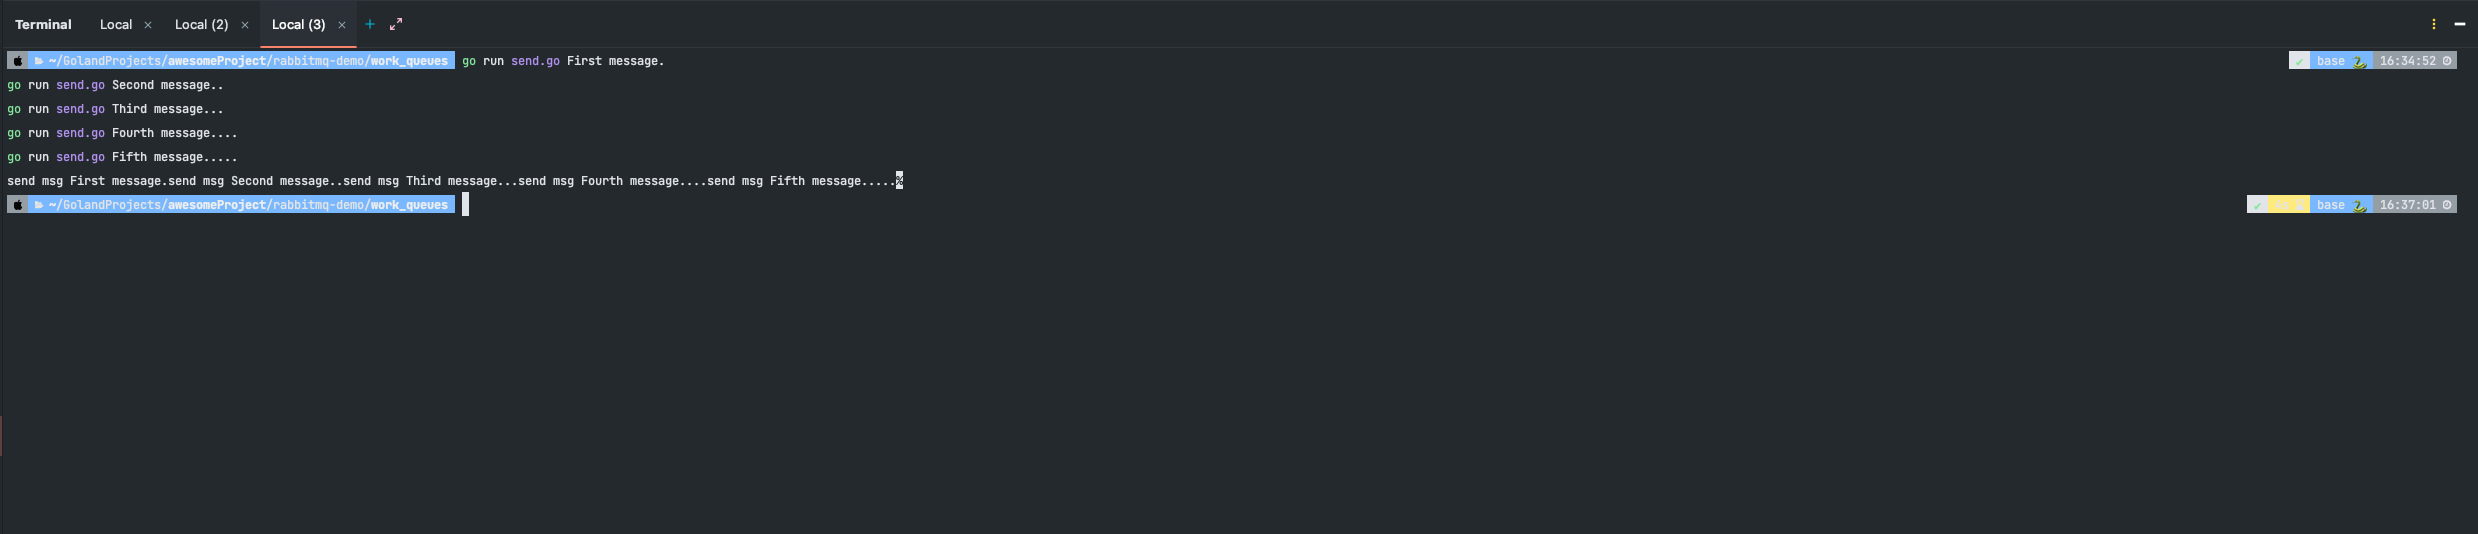 Terminal Local × Local (2) × Local (3) × +
~/GolandProjects/awesomeProject/rabbitmq-demo/work_queues go run send.go First message. ✔ base 16:34:52
go run send.go Second message..
go run send.go Third message...
go run send.go Fourth message....
go run send.go Fifth message.....
send msg First message.send msg Second message..send msg Third message...send msg Fourth message....send msg Fifth message.....%
~/GolandProjects/awesomeProject/rabbitmq-demo/work_queues ✔ base 16:37:01